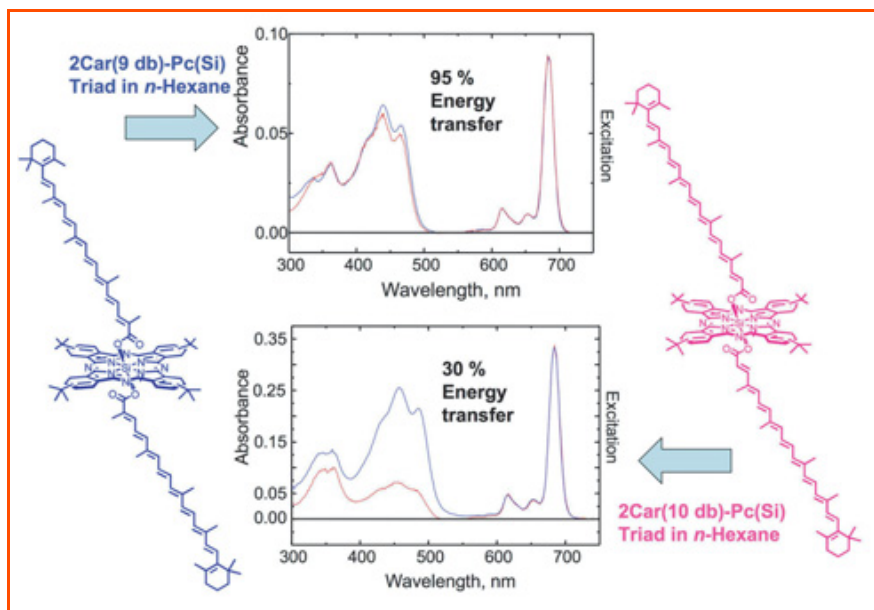 2Car(9 db)-Pc(Si)
Triad in n-Hexane
0.10
0.05
0.00
Absorbance
95 %
Energy
transfer
Excitation
300 400 500 600 700
Wavelength, nm
0.35
0.25
0.15
0.05
0.00
Absorbance
30 %
Energy
transfer
Excitation
300 400 500 600 700
Wavelength, nm
2Car(10 db)-Pc(Si)
Triad in n-Hexane